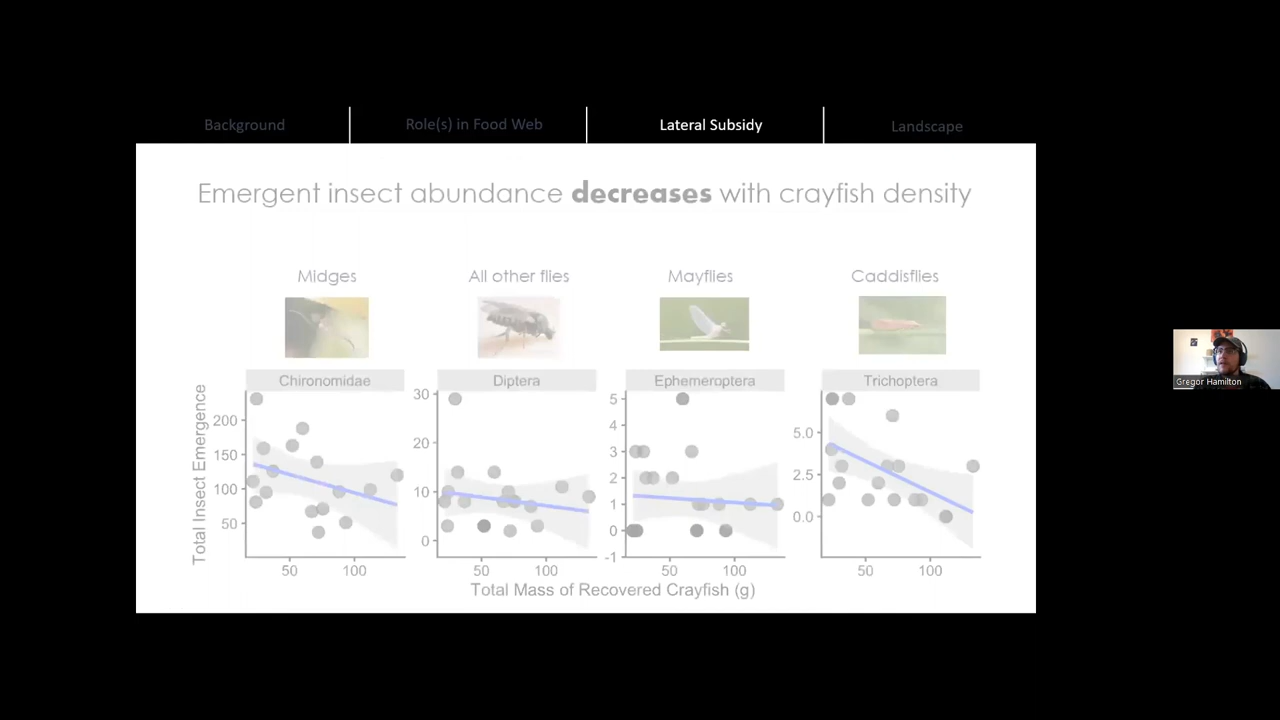 Background
Role(s) in Food Web
Lateral Subsidy
Landscape
Emergent insect abundance decreases with crayfish density
Midges
All other flies
Mayflies
Caddisflies
Chironomidae
Diptera
Ephemeroptera
Trichoptera
Total Insect Emergence
200
150
100
50
50
100
30
20
10
0
50
100
5
4
3
2
1
0
-1
50
100
5.0
2.5
0.0
50
100
Total Mass of Recovered Crayfish (g)
Gregor Hamilton